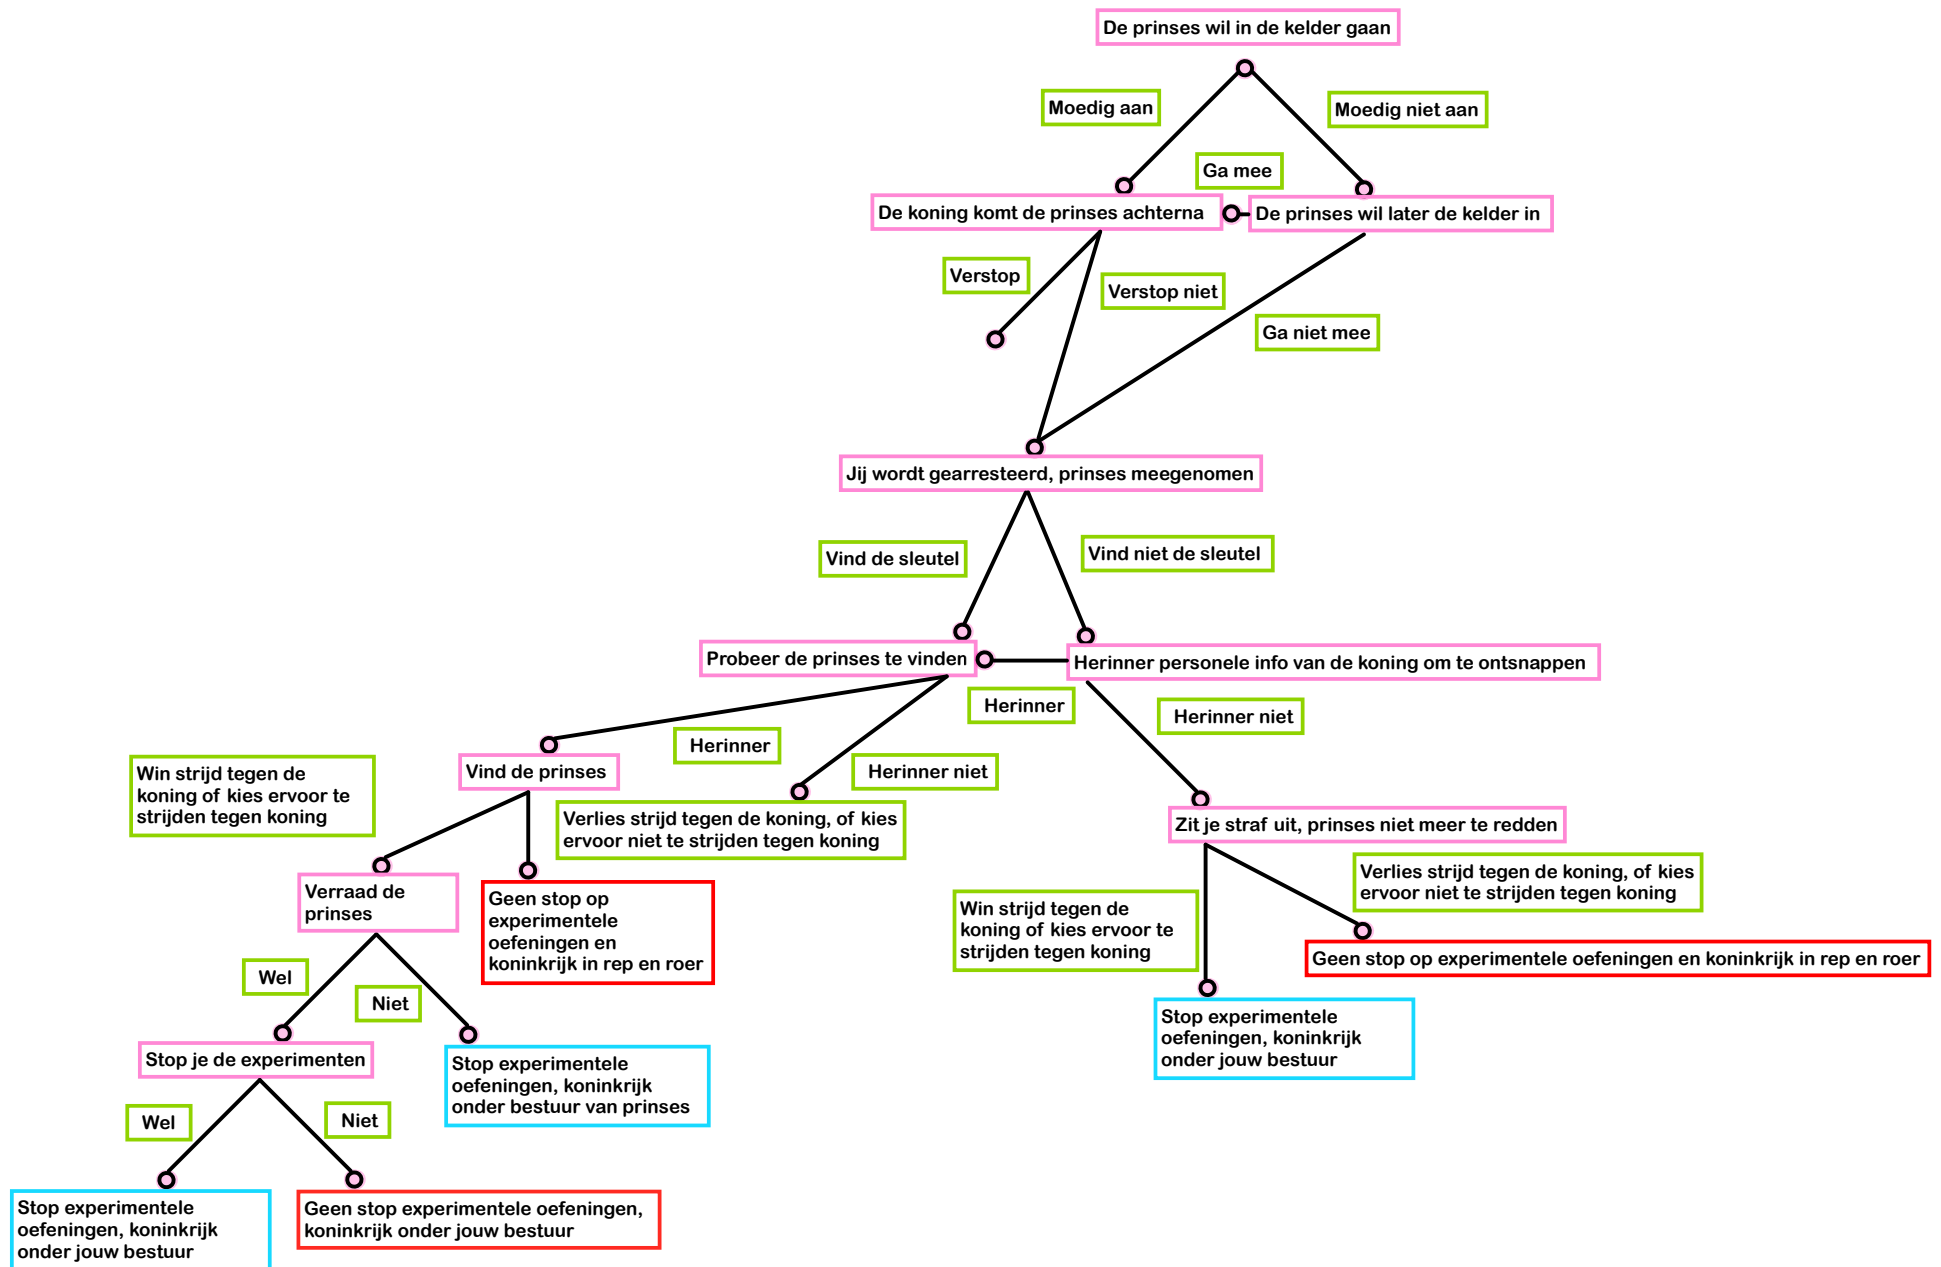 De prinses wil in de kelder gaan
Moedig aan
Moedig niet aan
Ga mee
De koning komt de prinses achterna
De prinses wil later de kelder in
Verstop
Verstop niet
Ga niet mee
Jij wordt gearresteerd, prinses meegenomen
Vind de sleutel
Vind niet de sleutel
Probeer de prinses te vinden
Herinner personele info van de koning om te ontsnappen
Herinner
Herinner niet
Herinner
Herinner niet
Vind de prinses
Win strijd tegen de
koning of kies ervoor te
strijden tegen koning
Verlies strijd tegen de koning, of kies
ervoor niet te strijden tegen koning
Zit je straf uit, prinses niet meer te redden
Verraad de
prinses
Geen stop op
experimentele
oefeningen en
koninkrijk in rep en roer
Win strijd tegen de
koning of kies ervoor te
strijden tegen koning
Verlies strijd tegen de koning, of kies
ervoor niet te strijden tegen koning
Geen stop op experimentele oefeningen en koninkrijk in rep en roer
Wel
Niet
Stop experimentele
oefeningen, koninkrijk
onder jouw bestuur
Stop je de experimenten
Stop experimentele
oefeningen, koninkrijk
onder bestuur van prinses
Wel
Niet
Stop experimentele
oefeningen, koninkrijk
onder jouw bestuur
Geen stop experimentele oefeningen,
koninkrijk onder jouw bestuur